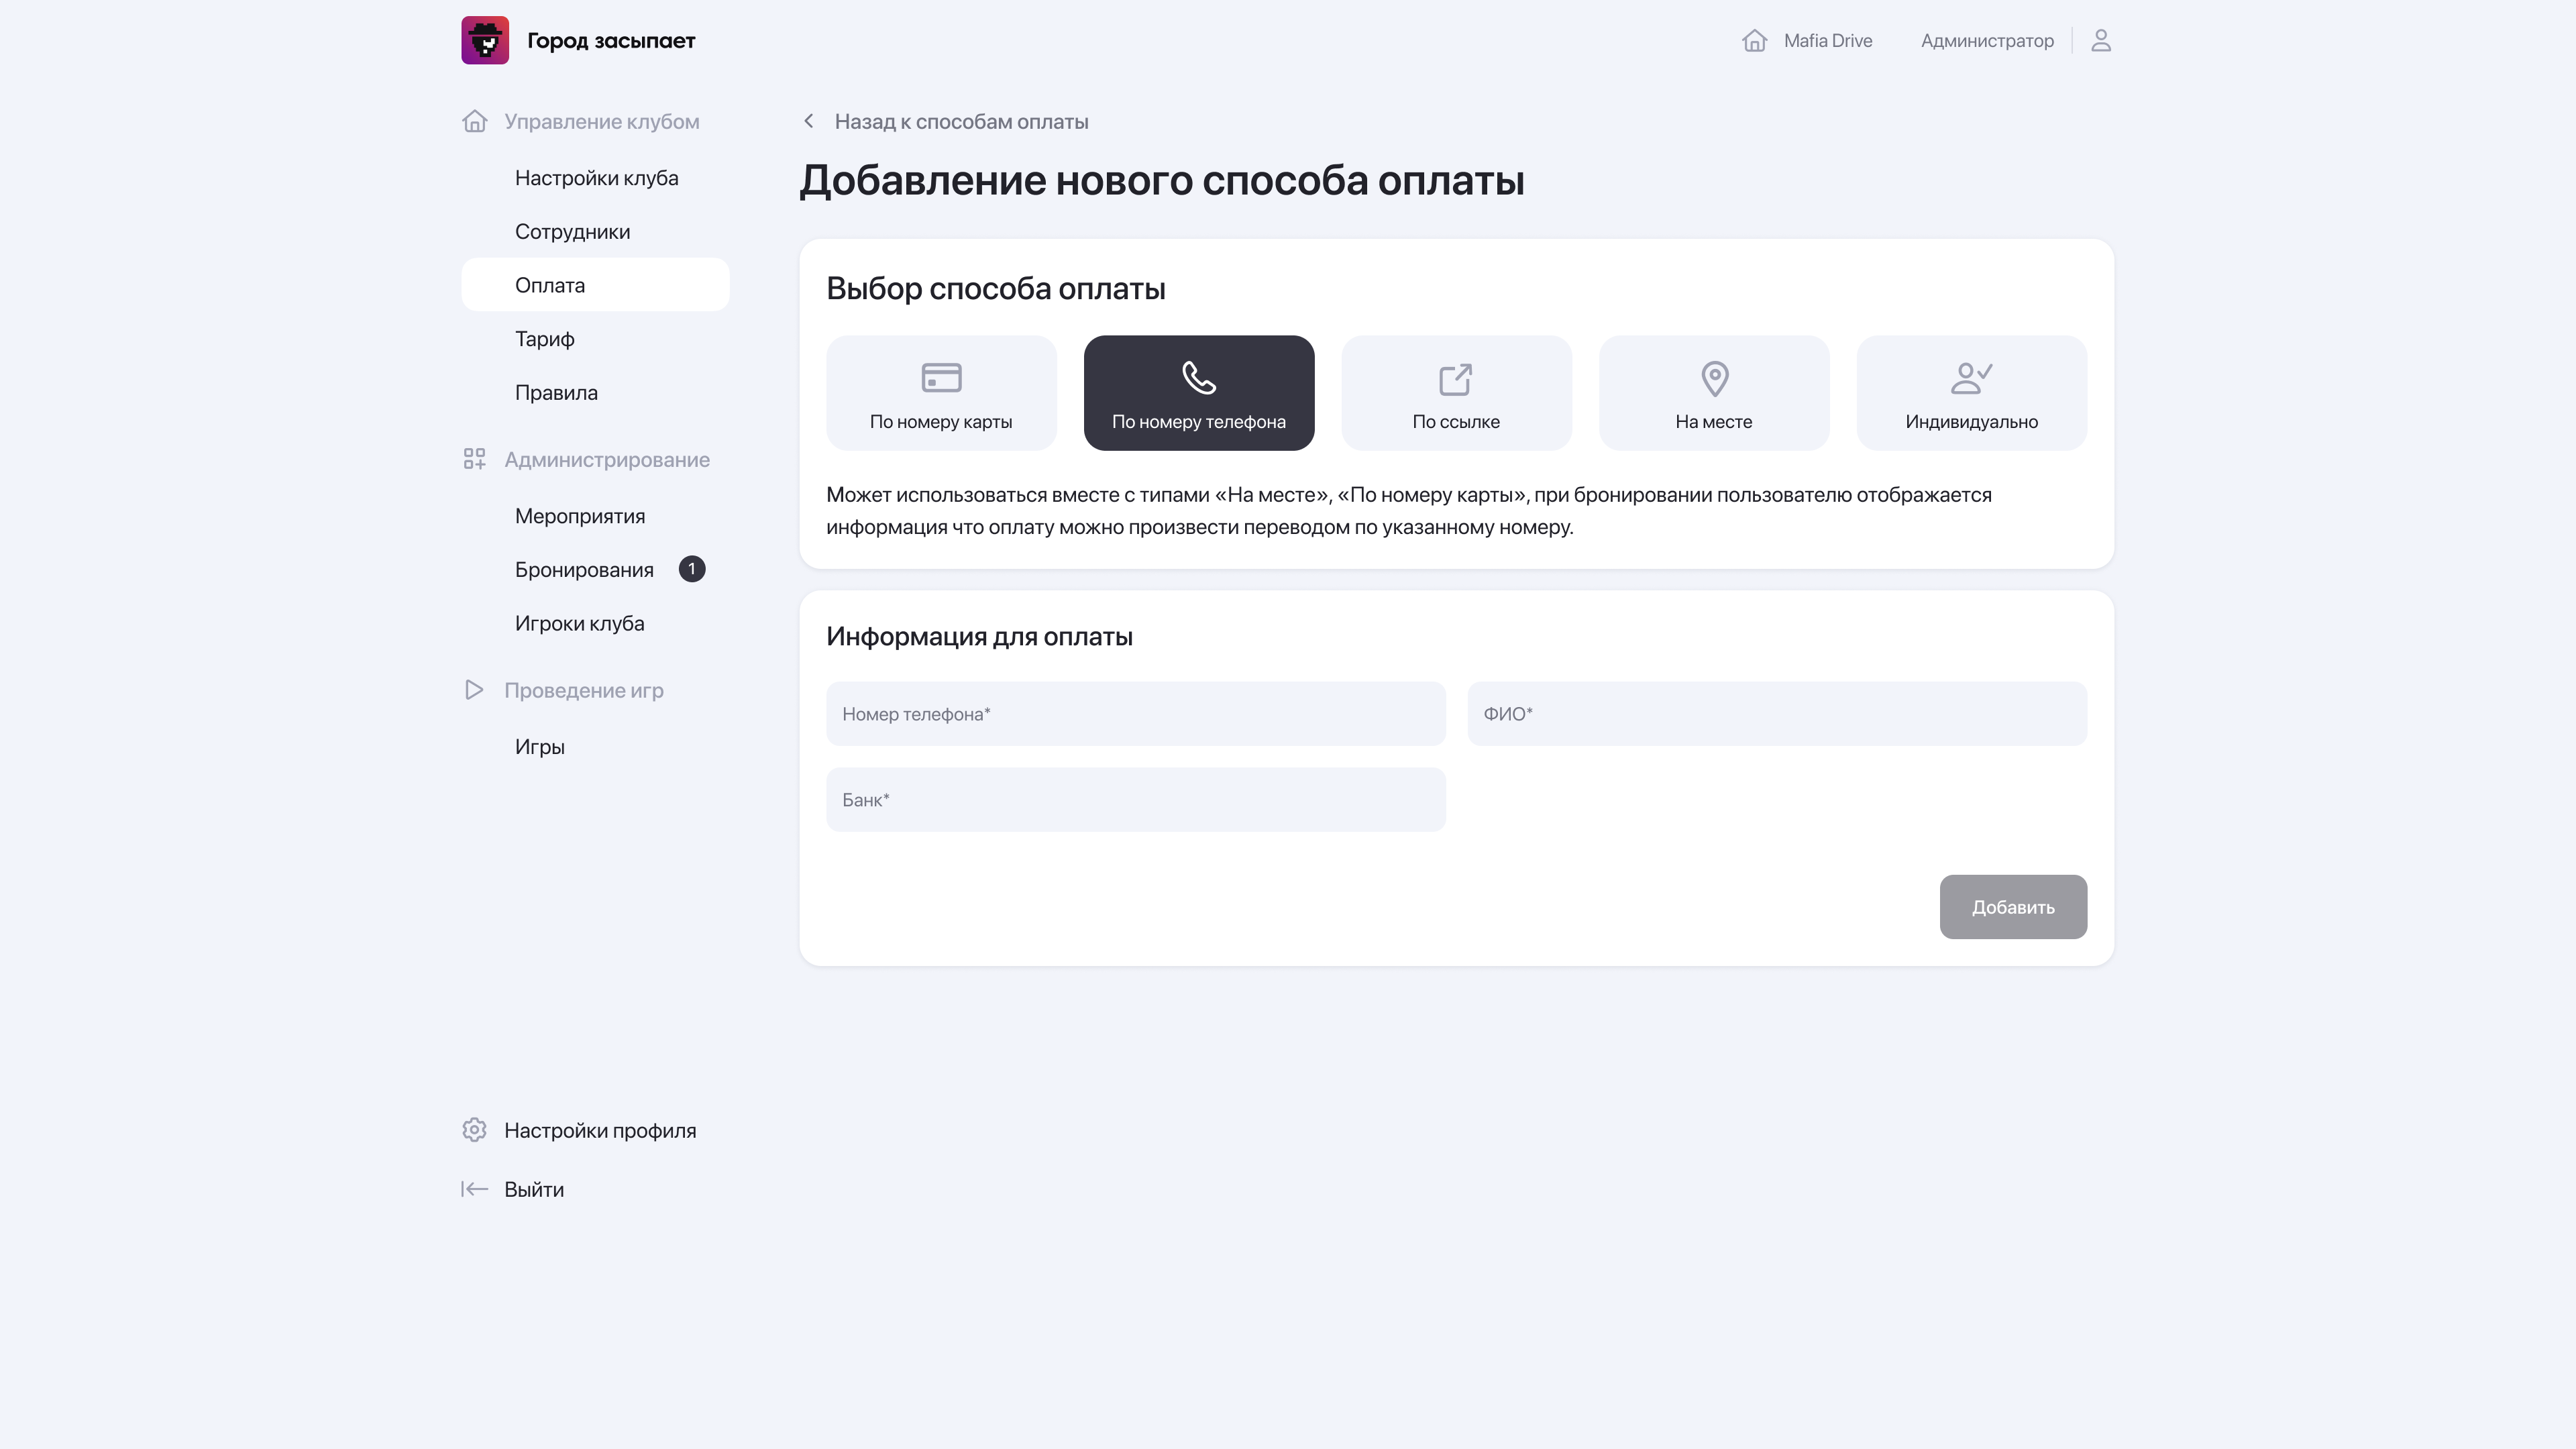 Город засыпает
Mafia Drive
Администратор
Управление клубом
Настройки клуба
Сотрудники
Оплата
Тариф
Правила
Администрирование
Мероприятия
Бронирования 1
Игроки клуба
Проведение игр
Игры
Настройки профиля
Выйти
Назад к способам оплаты
Добавление нового способа оплаты
Выбор способа оплаты
По номеру карты
По номеру телефона
По ссылке
На месте
Индивидуально
Может использоваться вместе с типами «На месте», «По номеру карты», при бронировании пользователю отображается
информация что оплату можно произвести переводом по указанному номеру.
Информация для оплаты
Номер телефона*
ФИО*
Банк*
Добавить